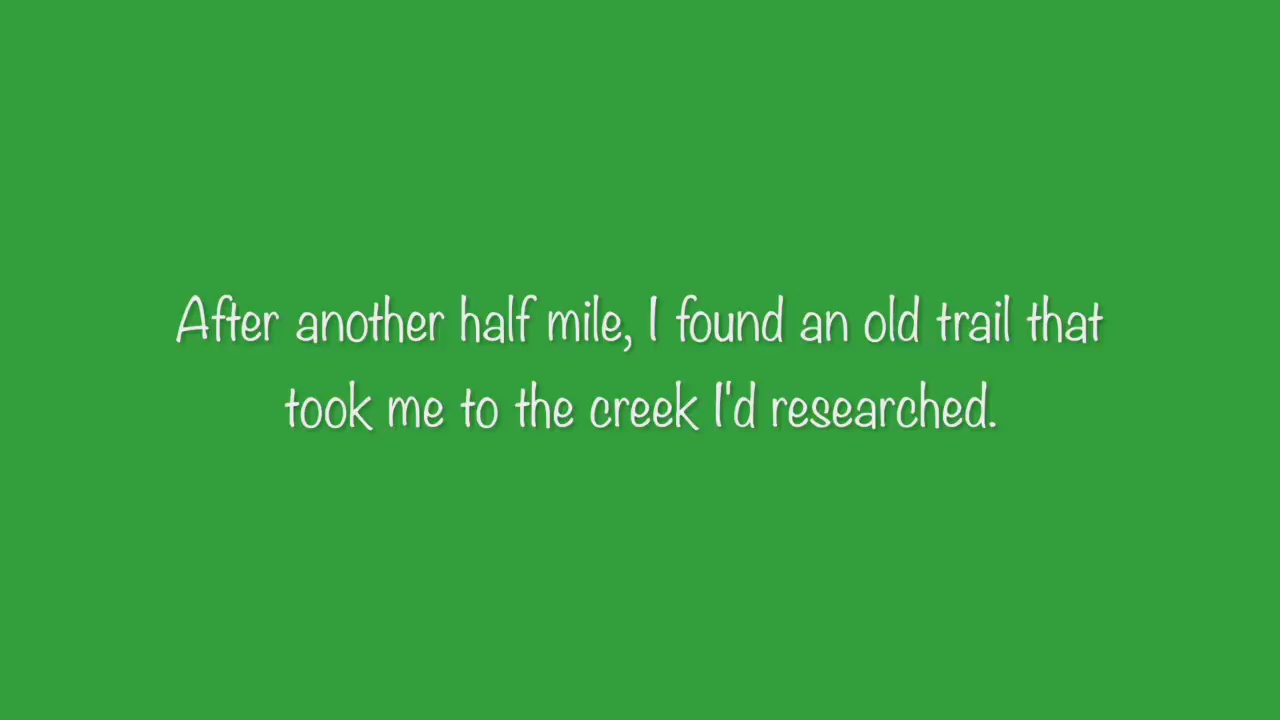 After another half mile, I found an old trail that
took me to the creek I'd researched.